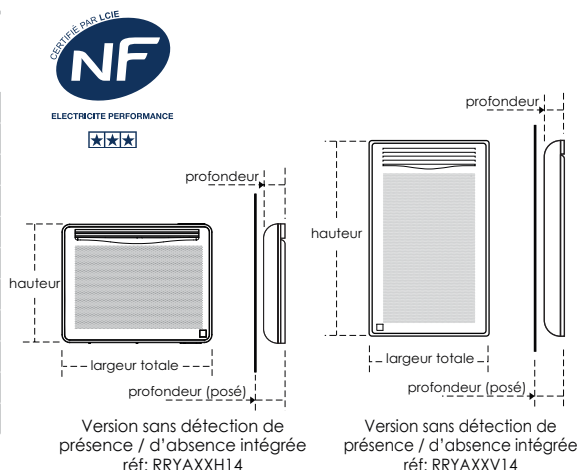 CERTIFIÉ PAR LCIE
NF
ELECTRICITE PERFORMANCE
profondeur
hauteur
largeur totale
profondeur (posé)
Version sans détection de
présence / d'absence intégrée
réf: RRYAXXH14
profondeur
hauteur
largeur totale
profondeur (posé)
Version sans détection de
présence / d'absence intégrée
réf: RRYAXXV14